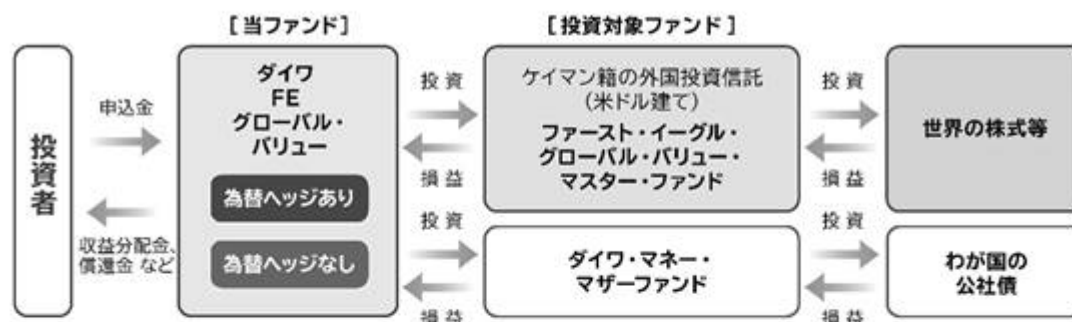 [当ファンド]
[投資対象ファンド]
投資者
申込金
収益分配金、
償還金 など
ダイワ
FE
グローバル・
バリュー
為替ヘッジあり
為替ヘッジなし
投資
損益
投資
損益
ケイマン籍の外国投資信託
(米ドル建て)
ファースト・イーグル・
グローバル・バリュー・
マスター・ファンド
ダイワ・マネー・
マザーファンド
投資
損益
投資
損益
世界の株式等
わが国の
公社債